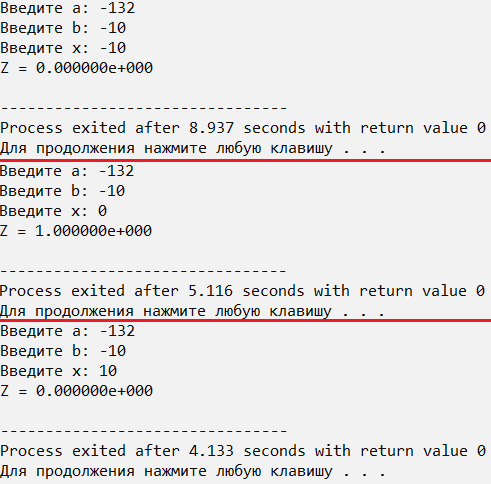 Введите a: -132
Введите b: -10
Введите x: -10
Z = 0.000000e+000
--------------------------------
Process exited after 8.937 seconds with return value 0
Для продолжения нажмите любую клавишу . . .
Введите a: -132
Введите b: -10
Введите x: 0
Z = 1.000000e+000
--------------------------------
Process exited after 5.116 seconds with return value 0
Для продолжения нажмите любую клавишу . . .
Введите a: -132
Введите b: -10
Введите x: 10
Z = 0.000000e+000
--------------------------------
Process exited after 4.133 seconds with return value 0
Для продолжения нажмите любую клавишу . . .